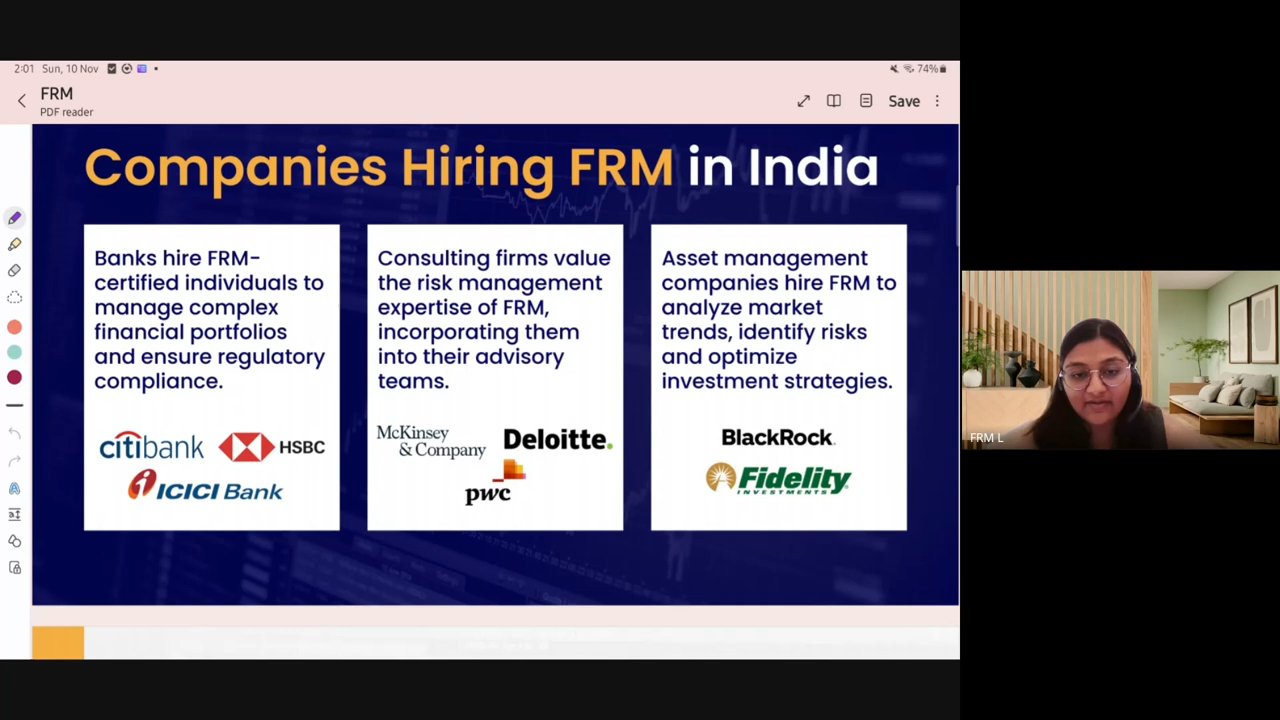 2:01 Sun, 10 Nov
74%
FRM
PDF reader
Save
Companies Hiring FRM in India
Banks hire FRM-
certified individuals to
manage complex
financial portfolios
and ensure regulatory
compliance.
citibank
HSBC
ICICI Bank
Consulting firms value
the risk management
expertise of FRM,
incorporating them
into their advisory
teams.
McKinsey
& Company
Deloitte.
pwc
Asset management
companies hire FRM to
analyze market
trends, identify risks
and optimize
investment strategies.
BlackRock.
Fidelity
INVESTMENTS
FRM L